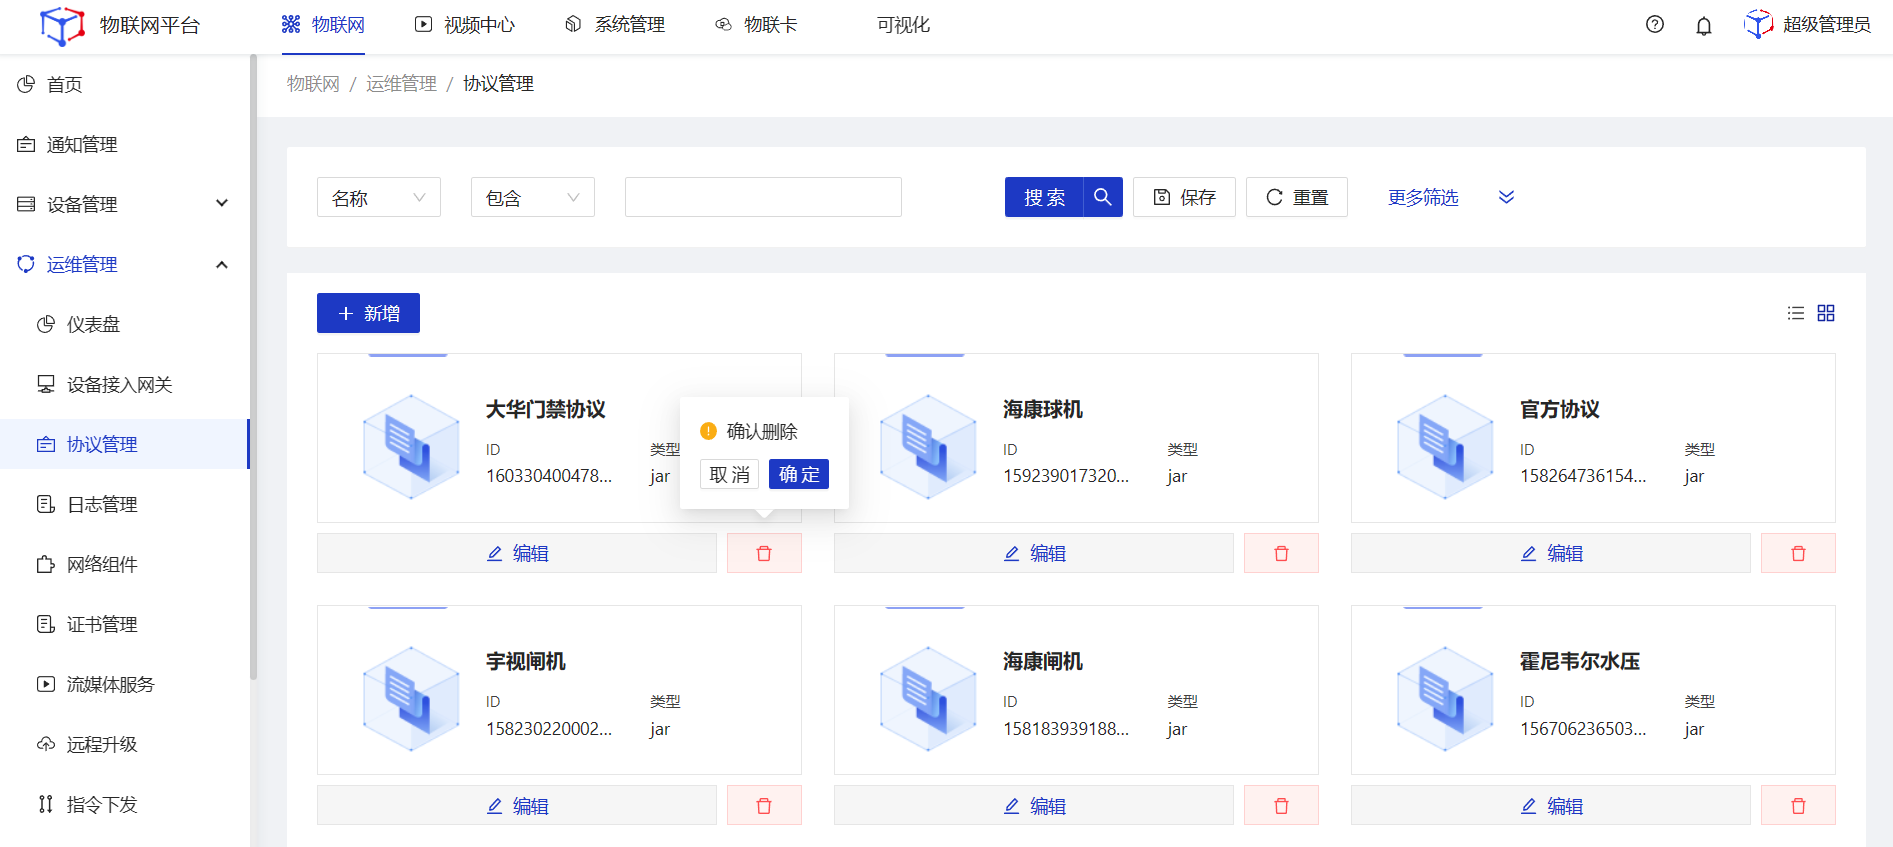 物联网平台
物联网
视频中心
系统管理
物联卡
可视化
超级管理员
首页
通知管理
设备管理
运维管理
仪表盘
设备接入网关
协议管理
日志管理
网络组件
证书管理
流媒体服务
远程升级
指令下发
物联网 / 运维管理 / 协议管理
名称
包含
搜索
保存
重置
更多筛选
新增
大华门禁协议
ID
类型
160330400478...
jar
确认删除
取消
确定
编辑
海康球机
ID
类型
159239017320...
jar
编辑
官方协议
ID
类型
158264736154...
jar
编辑
宇视闸机
ID
类型
158230220002...
jar
编辑
海康闸机
ID
类型
158183939188...
jar
编辑
霍尼韦尔水压
ID
类型
156706236503...
jar
编辑